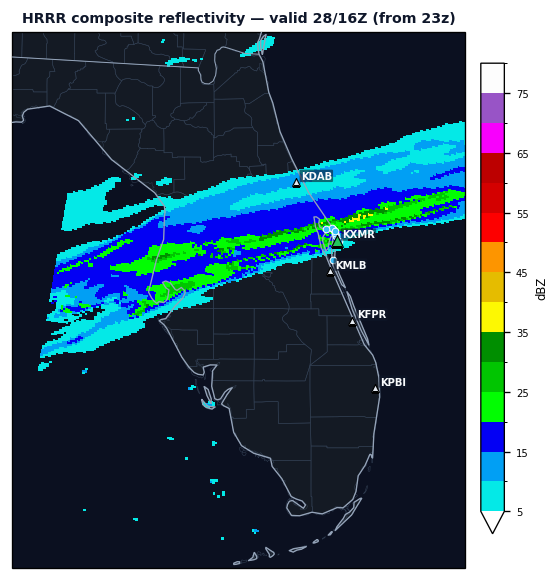 HRRR composite reflectivity — valid 28/16Z (from 23z)
KDAB
KXMR
KMLB
KFPR
KPBI
75
65
55
45
35
25
15
5
dBZ